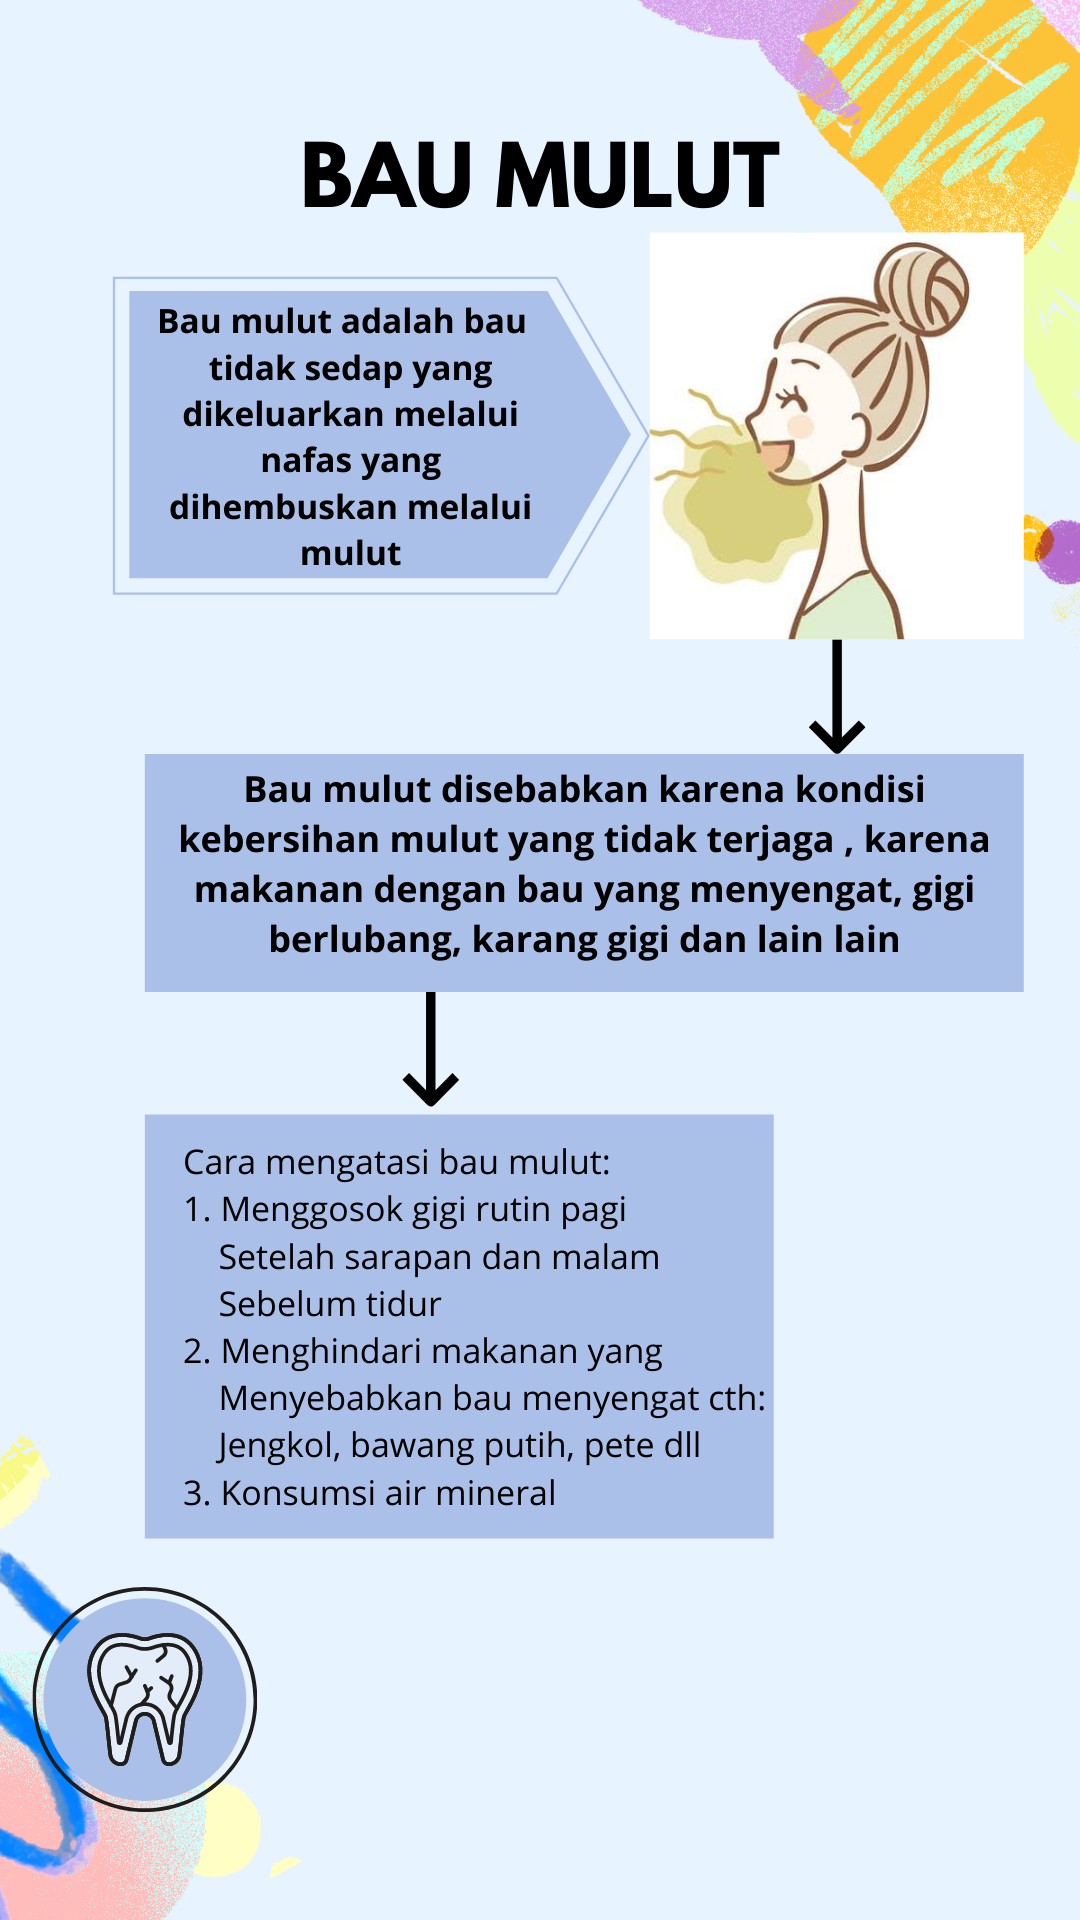 BAU MULUT
Bau mulut adalah bau
tidak sedap yang
dikeluarkan melalui
nafas yang
dihembuskan melalui
mulut
Bau mulut disebabkan karena kondisi
kebersihan mulut yang tidak terjaga , karena
makanan dengan bau yang menyengat, gigi
berlubang, karang gigi dan lain lain
Cara mengatasi bau mulut:
1. Menggosok gigi rutin pagi
Setelah sarapan dan malam
Sebelum tidur
2. Menghindari makanan yang
Menyebabkan bau menyengat cth:
Jengkol, bawang putih, pete dll
3. Konsumsi air mineral